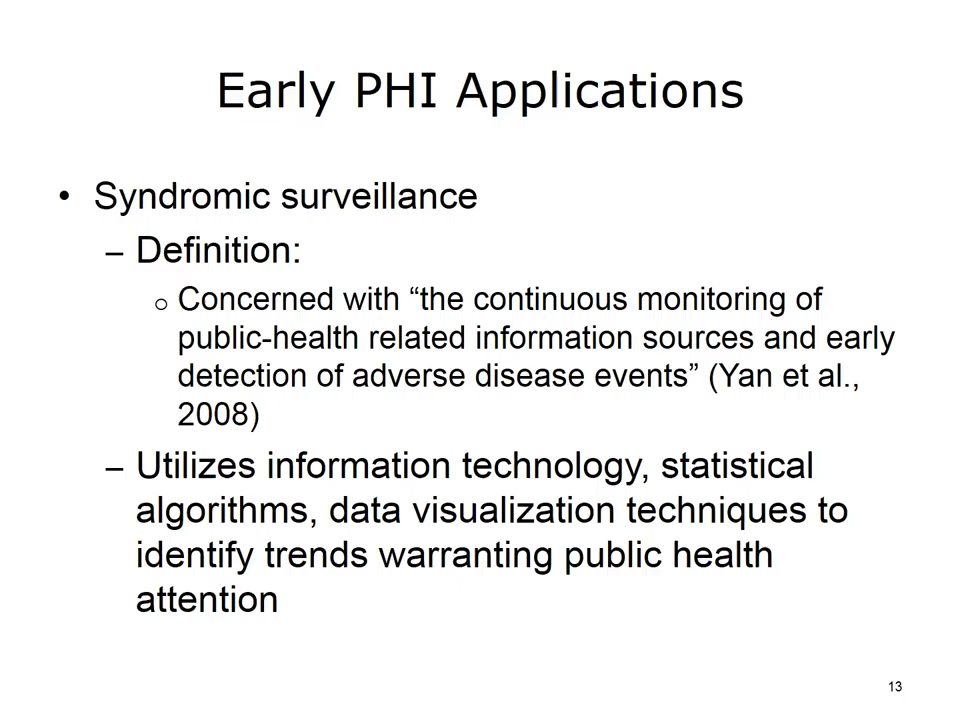 Early PHI Applications
• Syndromic surveillance
– Definition:
o Concerned with “the continuous monitoring of
public-health related information sources and early
detection of adverse disease events” (Yan et al.,
2008)
– Utilizes information technology, statistical
algorithms, data visualization techniques to
identify trends warranting public health
attention
13